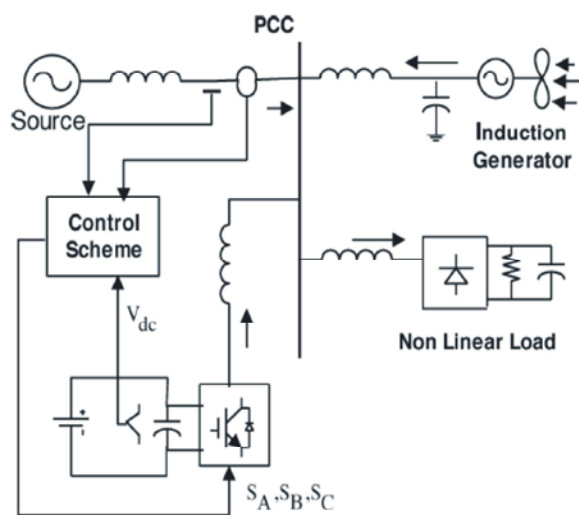 PCC
Source
Induction
Generator
Control
Scheme
V_dc
Non Linear Load
S_A,S_B,S_C
+
-